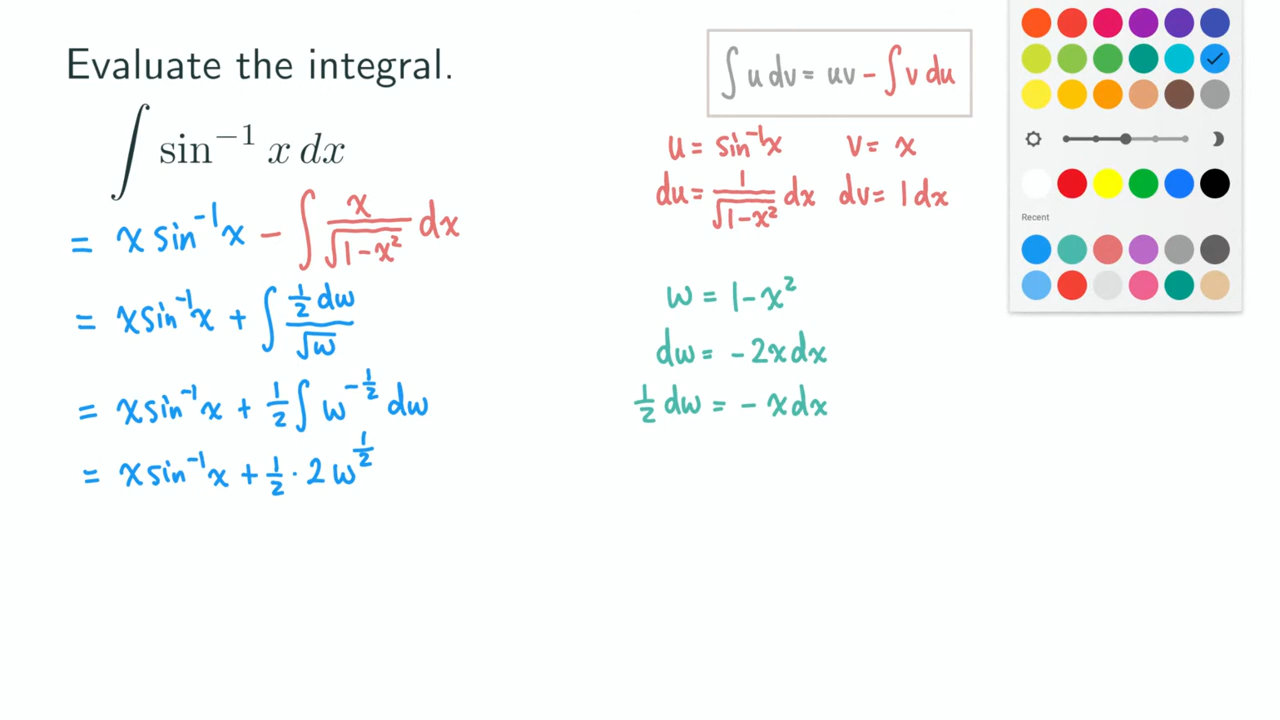 Evaluate the integral.
∫ sin⁻¹ x dx
= x sin⁻¹x − ∫ x/√(1−x²) dx
= x sin⁻¹x + ∫ (½ dw)/√w
= x sin⁻¹x + ½ ∫ w^(−½) dw
= x sin⁻¹x + ½ · 2w^(½)
∫ u dv = uv − ∫ v du
u = sin⁻¹x v = x
du = 1/√(1−x²) dx dv = 1 dx
w = 1−x²
dw = −2x dx
½ dw = −x dx
Recent